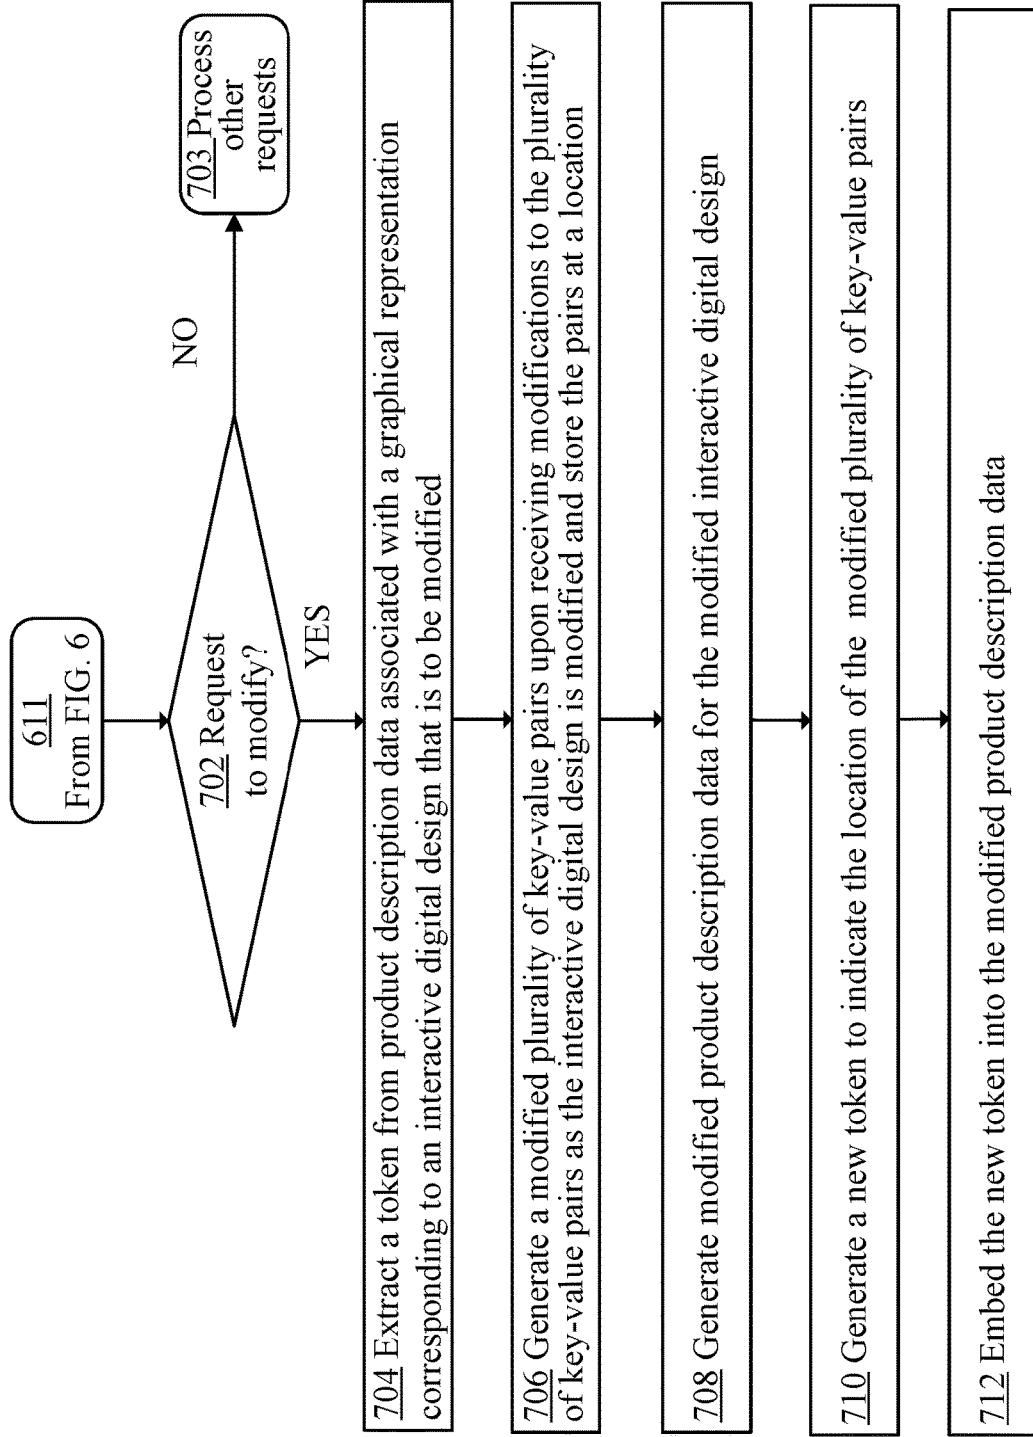 611
From FIG. 6
702 Request
to modify?
NO
703 Process
other
requests
YES
704 Extract a token from product description data associated with a graphical representation
corresponding to an interactive digital design that is to be modified
706 Generate a modified plurality of key-value pairs upon receiving modifications to the plurality
of key-value pairs as the interactive digital design is modified and store the pairs at a location
708 Generate modified product description data for the modified interactive digital design
710 Generate a new token to indicate the location of the modified plurality of key-value pairs
712 Embed the new token into the modified product description data